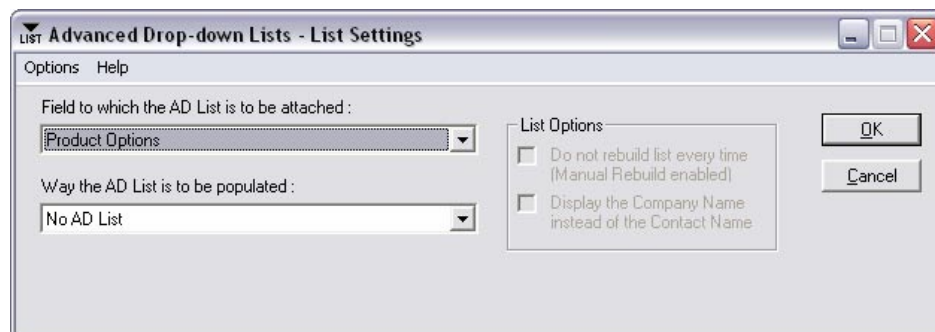 LIST Advanced Drop-down Lists - List Settings
Options Help
Field to which the AD List is to be attached :
Product Options
Way the AD List is to be populated :
No AD List
List Options
Do not rebuild list every time
(Manual Rebuild enabled)
Display the Company Name
instead of the Contact Name
OK
Cancel